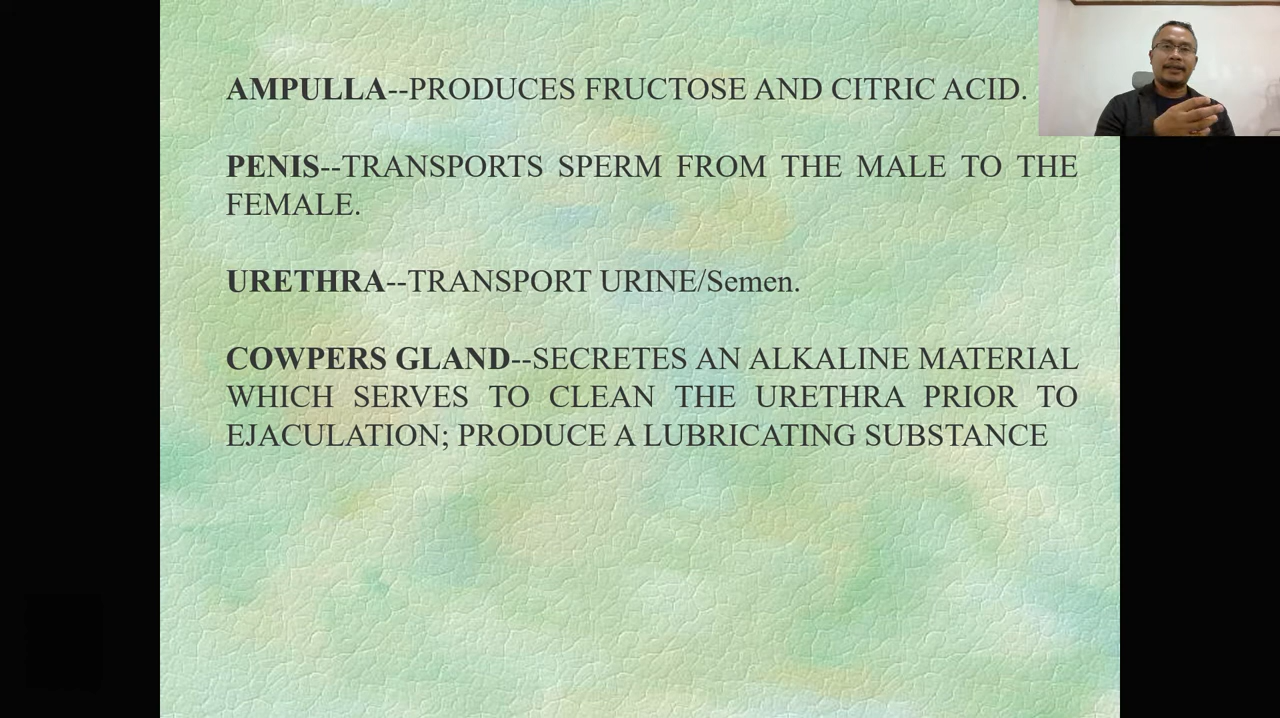 AMPULLA--PRODUCES FRUCTOSE AND CITRIC ACID.
PENIS--TRANSPORTS SPERM FROM THE MALE TO THE
FEMALE.
URETHRA--TRANSPORT URINE/Semen.
COWPERS GLAND--SECRETES AN ALKALINE MATERIAL
WHICH SERVES TO CLEAN THE URETHRA PRIOR TO
EJACULATION; PRODUCE A LUBRICATING SUBSTANCE